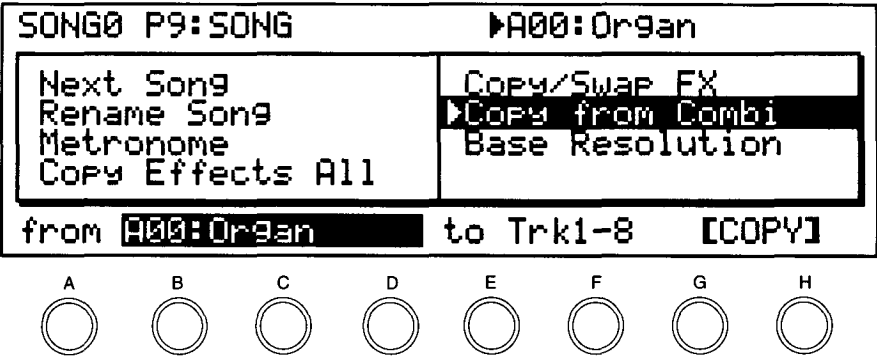 SONG0 P9:SONG ▶A00:Organ
Next Song
Rename Song
Metronome
Copy Effects All
Copy/Swap FX
▶Copy from Combi
Base Resolution
from A00:Organ to Trk1-8 [COPY]
A B C D E F G H